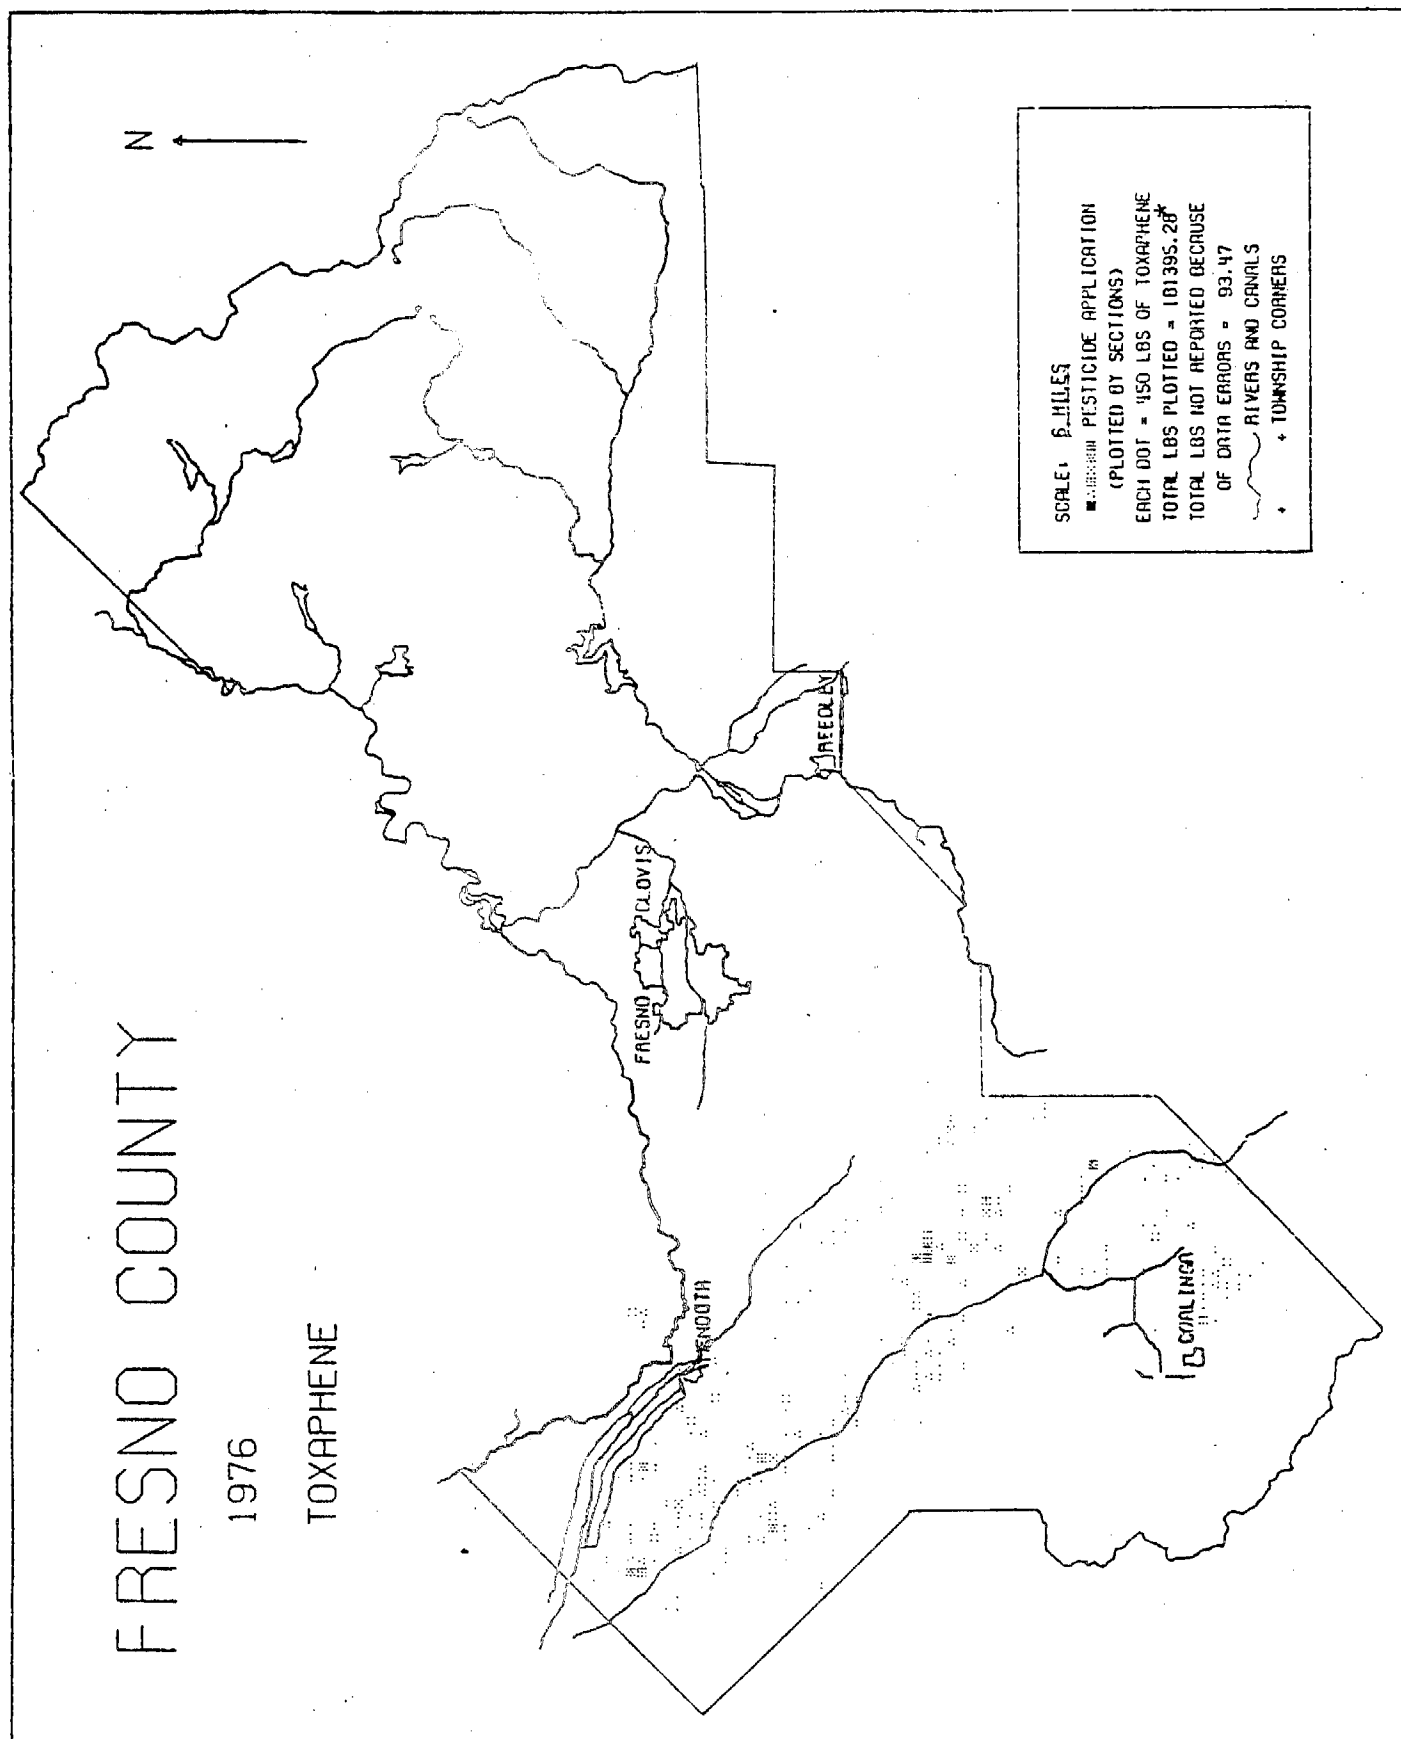 FRESNO COUNTY
1976
TOXAPHENE
N
FRESNO
CLOVIS
REEDLEY
MENDOTA
COALINGA
SCALE: 6 MILES
PESTICIDE APPLICATION
(PLOTTED BY SECTIONS)
EACH DOT = 450 LBS OF TOXAPHENE
TOTAL LBS PLOTTED = 181395.28*
TOTAL LBS NOT REPORTED BECAUSE
OF DATA ERRORS = 93.47
RIVERS AND CANALS
+ + TOWNSHIP CORNERS